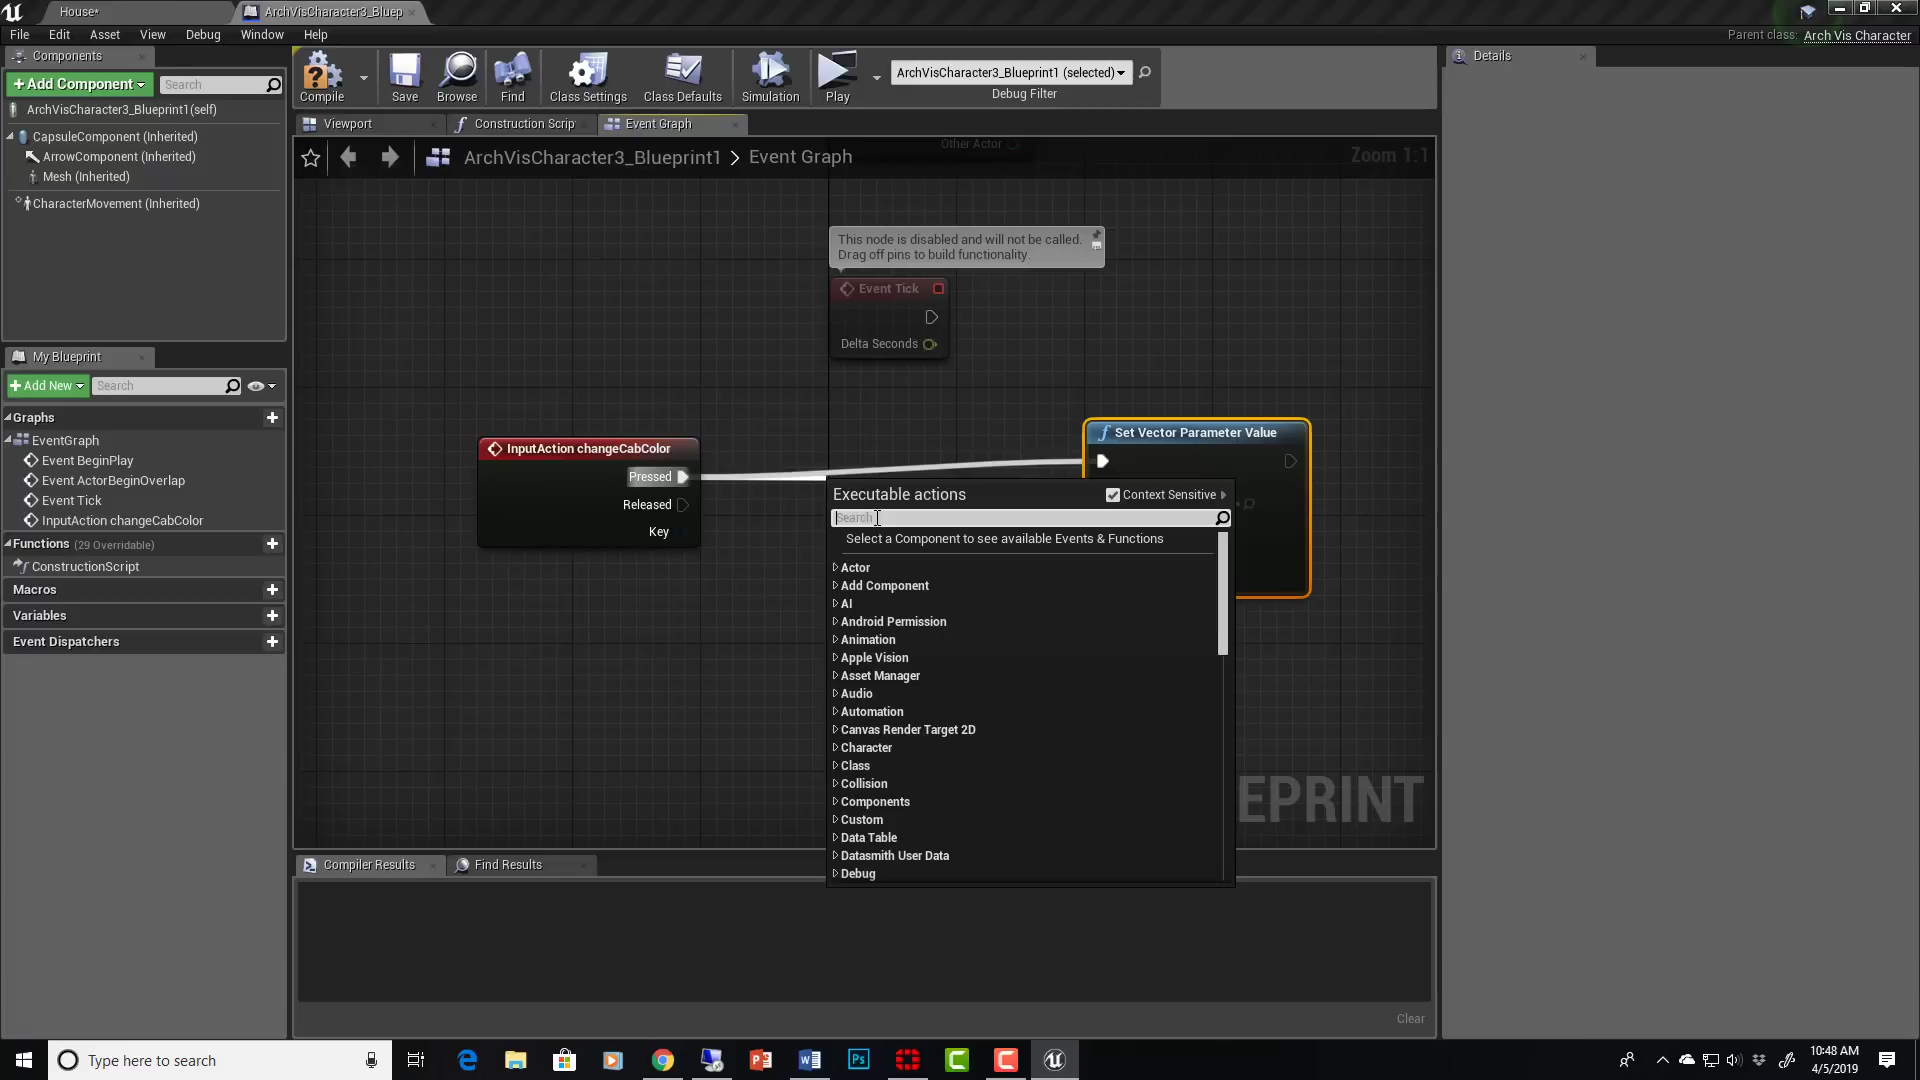 House*
ArchVisCharacter3_Bluep
File Edit Asset View Debug Window Help
Parent class: Arch Vis Character
Components
+ Add Component
Search
ArchVisCharacter3_Blueprint1(self)
CapsuleComponent (Inherited)
ArrowComponent (Inherited)
Mesh (Inherited)
CharacterMovement (Inherited)
My Blueprint
+ Add New
Search
Graphs
EventGraph
Event BeginPlay
Event ActorBeginOverlap
Event Tick
InputAction changeCabColor
Functions (29 Overridable)
ConstructionScript
Macros
Variables
Event Dispatchers
Compile
Save
Browse
Find
Class Settings
Class Defaults
Simulation
Play
ArchVisCharacter3_Blueprint1 (selected)
Debug Filter
Viewport
Construction Scrip
Event Graph
ArchVisCharacter3_Blueprint1 > Event Graph
Other Actor
Zoom 1:1
This node is disabled and will not be called.
Drag off pins to build functionality.
Event Tick
Delta Seconds
InputAction changeCabColor
Pressed
Released
Key
Set Vector Parameter Value
Executable actions
Context Sensitive
Search
Select a Component to see available Events & Functions
Actor
Add Component
AI
Android Permission
Animation
Apple Vision
Asset Manager
Audio
Automation
Canvas Render Target 2D
Character
Class
Collision
Components
Custom
Data Table
Datasmith User Data
Debug
EPRINT
Compiler Results
Find Results
Clear
Details
Type here to search
10:48 AM
4/5/2019